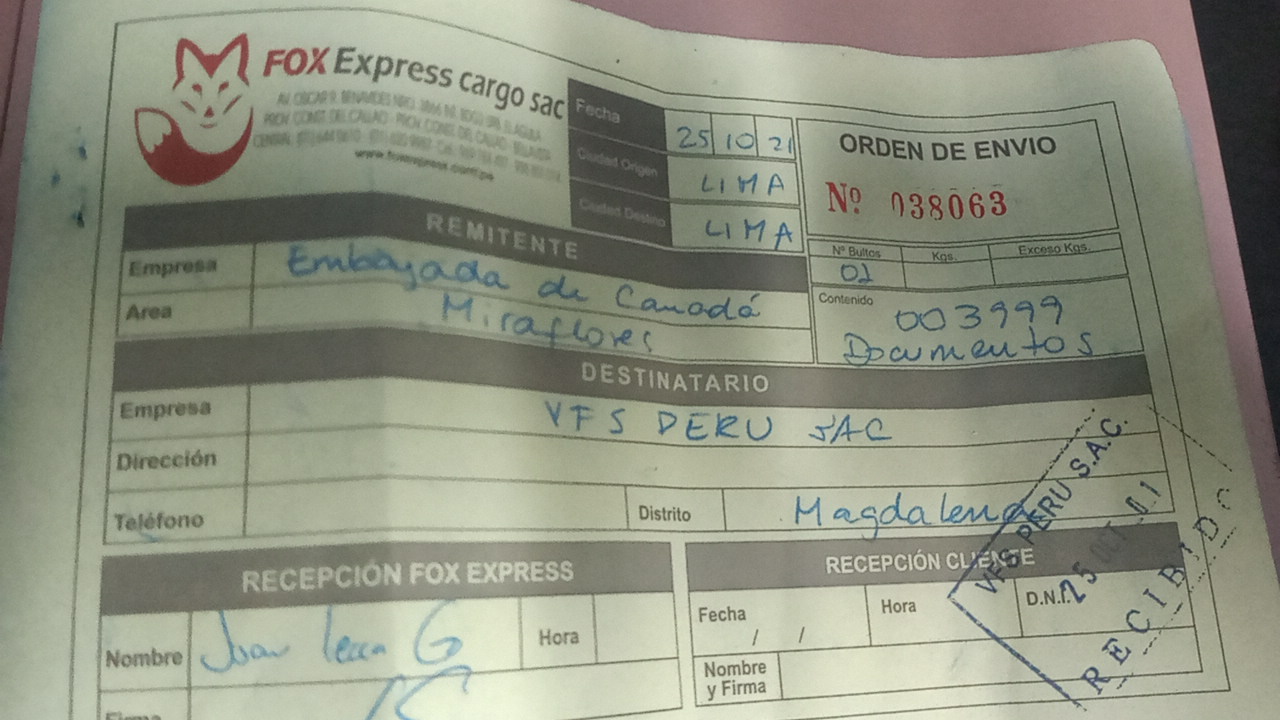 FOX Express cargo sac
www.foxexpress.com.pe
Fecha 25 10 21
Ciudad Origen LIMA
Ciudad Destino LIMA
ORDEN DE ENVIO
Nº 038063
Nº Bultos Kgs. Exceso Kgs.
01
Contenido 003999
Documentos
REMITENTE
Empresa Embajada de Canadá
Area Miraflores
DESTINATARIO
Empresa VFS PERU SAC
Dirección
Teléfono Distrito Magdalena
RECEPCIÓN FOX EXPRESS
Nombre Juan G Hora
Firma
RECEPCIÓN CLIENTE
Fecha / / Hora D.N.I.
Nombre
y Firma
VFS PERU S.A.C.
25 OCT
RECIBIDO